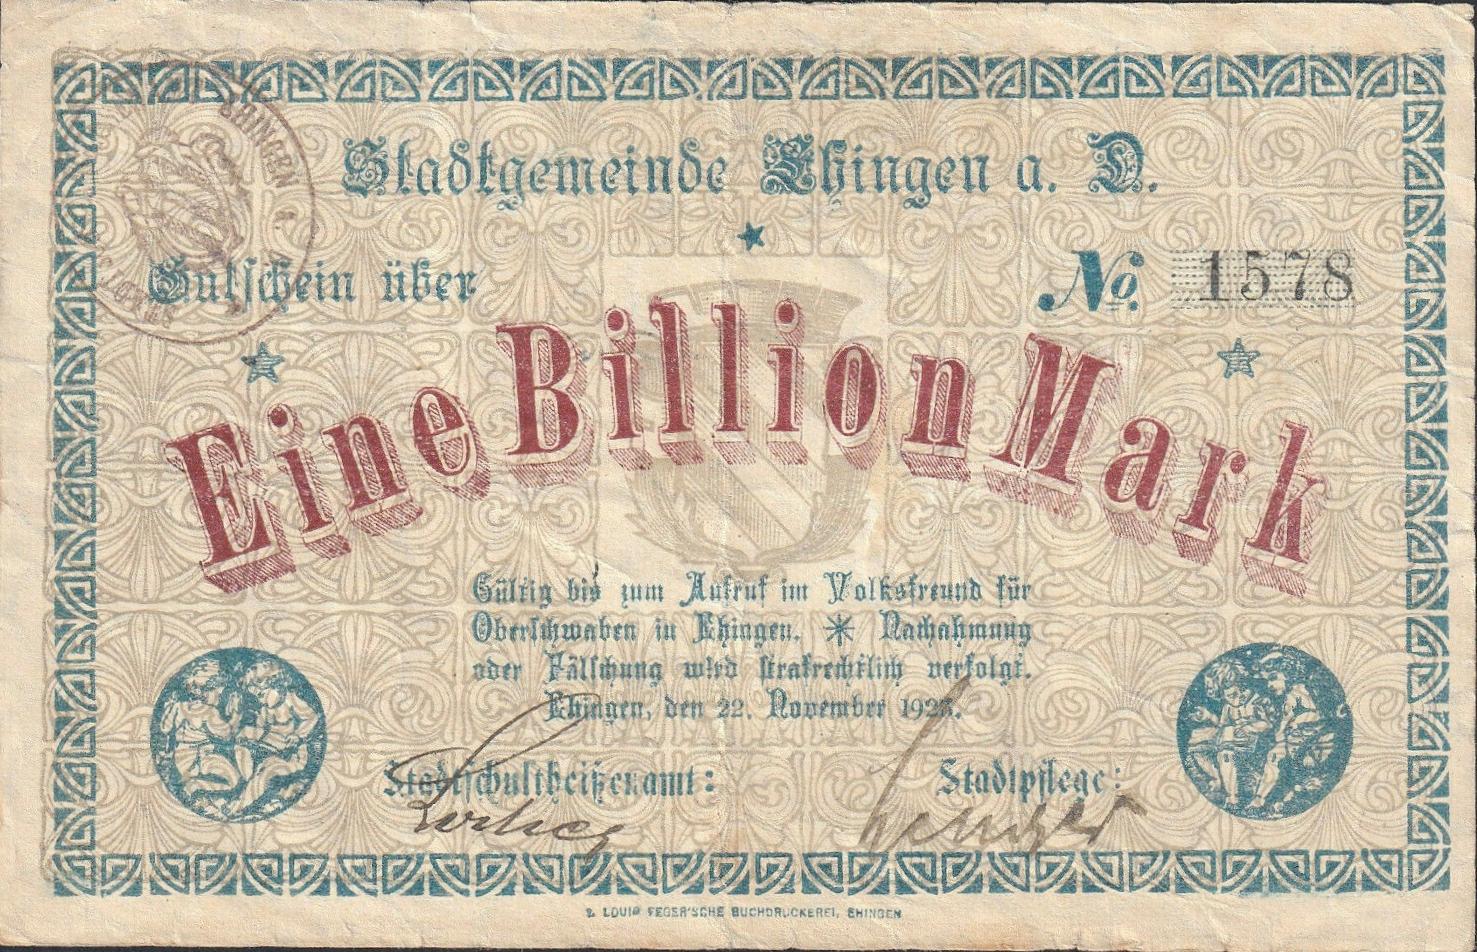 Stadtgemeinde Ehingen a. D.
EHINGEN
Gutschein über
No. 1578
Eine Billion Mark
Gültig bis zum Aufruf im Volksfreund für
Oberschwaben in Ehingen. * Nachahmung
oder Fälschung wird strafrechtlich verfolgt.
Ehingen, den 22. November 1923.
Stadtschultheißenamt: Stadtpflege:
LOUIS FEGER'SCHE BUCHDRUCKEREI, EHINGEN